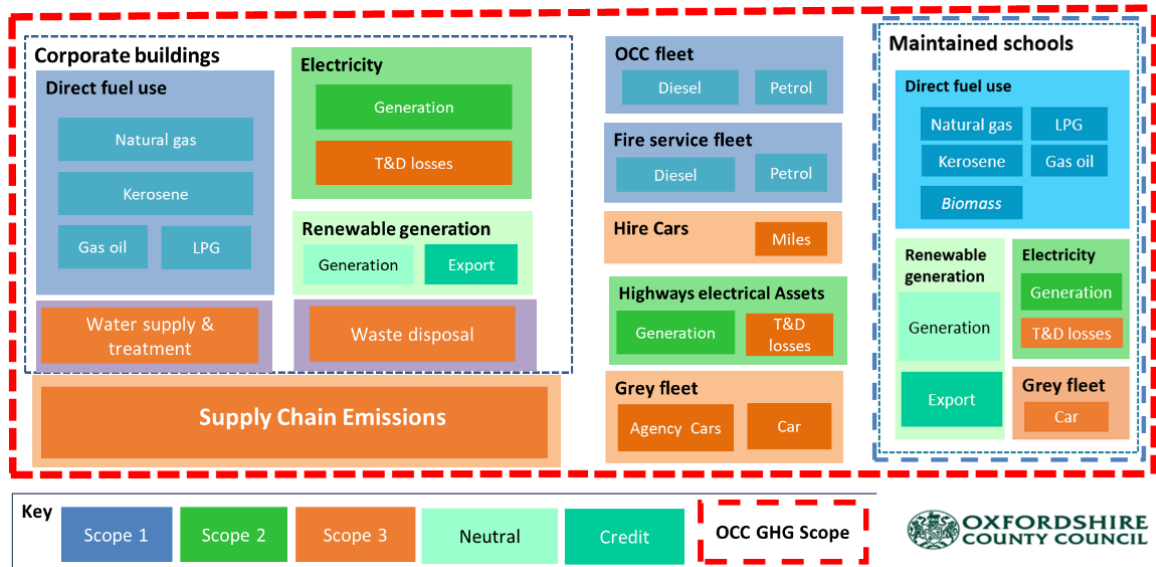 Corporate buildings
Direct fuel use
Natural gas
Kerosene
Gas oil
LPG
Electricity
Generation
T&D losses
Renewable generation
Generation
Export
Water supply &
treatment
Waste disposal
Supply Chain Emissions
OCC fleet
Diesel
Petrol
Fire service fleet
Diesel
Petrol
Hire Cars
Miles
Highways electrical Assets
Generation
T&D
losses
Grey fleet
Agency Cars
Car
Maintained schools
Direct fuel use
Natural gas
LPG
Kerosene
Gas oil
Biomass
Renewable
generation
Generation
Export
Electricity
Generation
T&D losses
Grey fleet
Car
Key
Scope 1
Scope 2
Scope 3
Neutral
Credit
OCC GHG Scope
OXFORDSHIRE
COUNTY COUNCIL